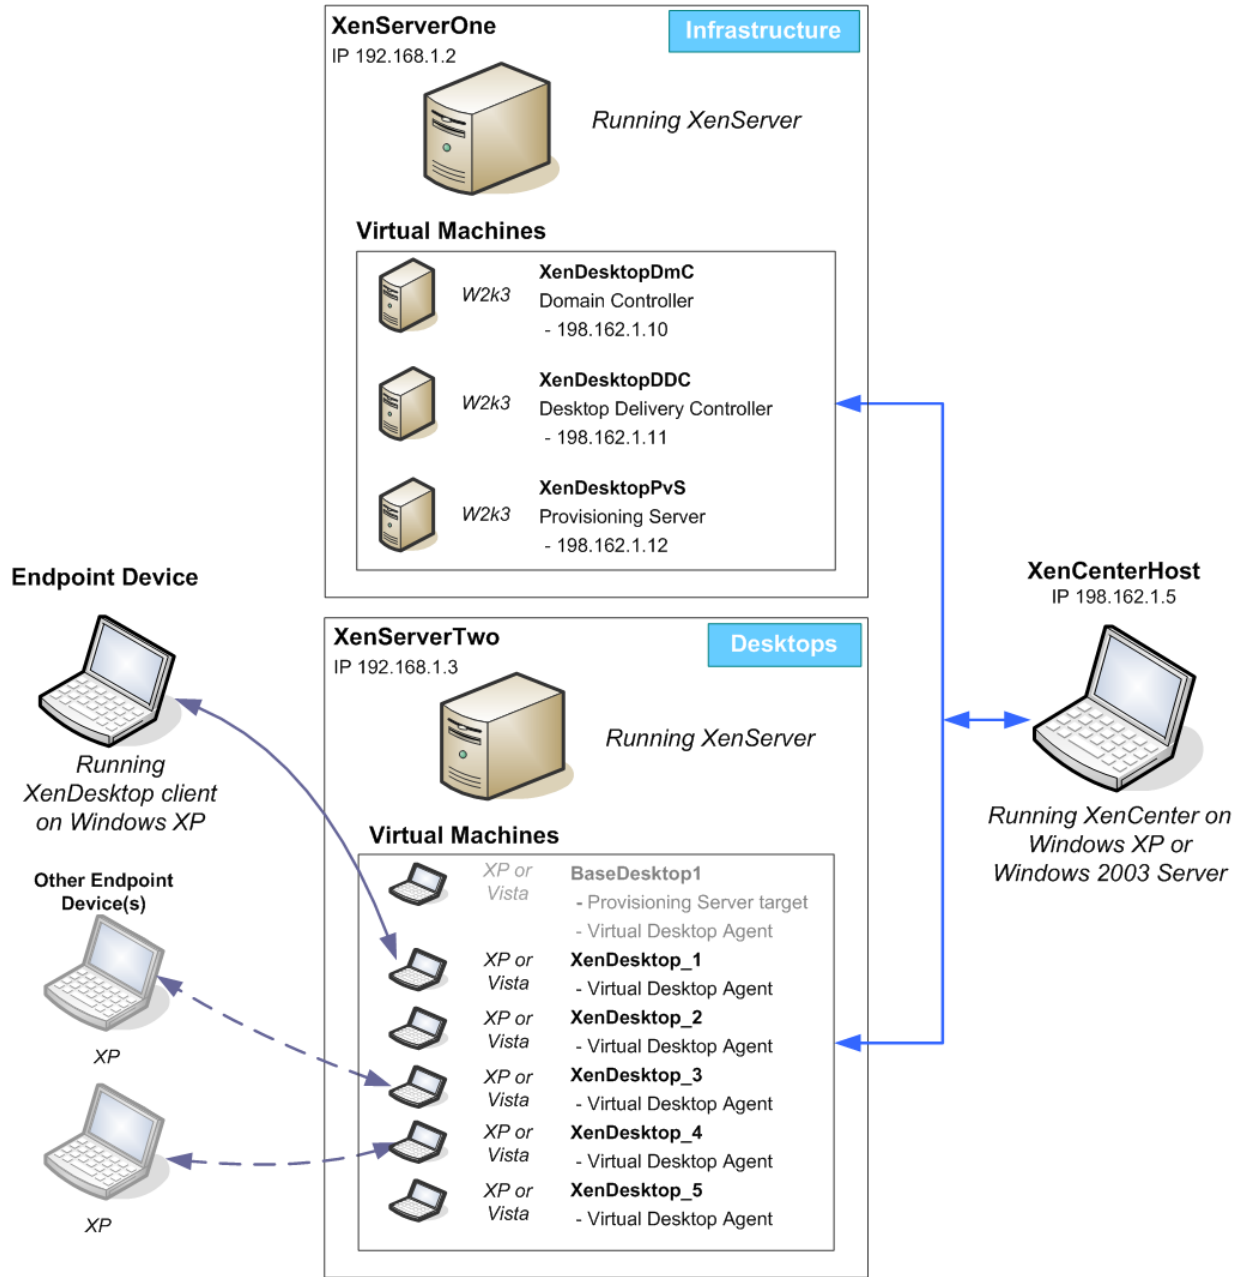 XenServerOne
Infrastructure
IP 192.168.1.2
Running XenServer
Virtual Machines
W2k3
XenDesktopDmC
Domain Controller
- 198.162.1.10
W2k3
XenDesktopDDC
Desktop Delivery Controller
- 198.162.1.11
W2k3
XenDesktopPvS
Provisioning Server
- 198.162.1.12
Endpoint Device
Running
XenDesktop client
on Windows XP
Other Endpoint
Device(s)
XP
XP
XenServerTwo
Desktops
IP 192.168.1.3
Running XenServer
Virtual Machines
XP or
Vista
BaseDesktop1
- Provisioning Server target
- Virtual Desktop Agent
XP or
Vista
XenDesktop_1
- Virtual Desktop Agent
XP or
Vista
XenDesktop_2
- Virtual Desktop Agent
XP or
Vista
XenDesktop_3
- Virtual Desktop Agent
XP or
Vista
XenDesktop_4
- Virtual Desktop Agent
XP or
Vista
XenDesktop_5
- Virtual Desktop Agent
XenCenterHost
IP 198.162.1.5
Running XenCenter on
Windows XP or
Windows 2003 Server